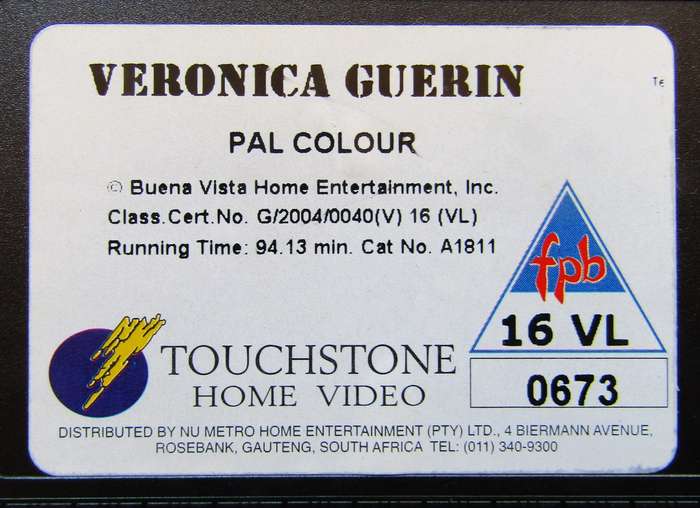 VERONICA GUERIN
TE
PAL COLOUR
© Buena Vista Home Entertainment, Inc.
Class.Cert.No. G/2004/0040(V) 16 (VL)
Running Time: 94.13 min. Cat No. A1811
fpb
16 VL
0673
TOUCHSTONE
HOME VIDEO
DISTRIBUTED BY NU METRO HOME ENTERTAINMENT (PTY) LTD., 4 BIERMANN AVENUE,
ROSEBANK, GAUTENG, SOUTH AFRICA TEL: (011) 340-9300